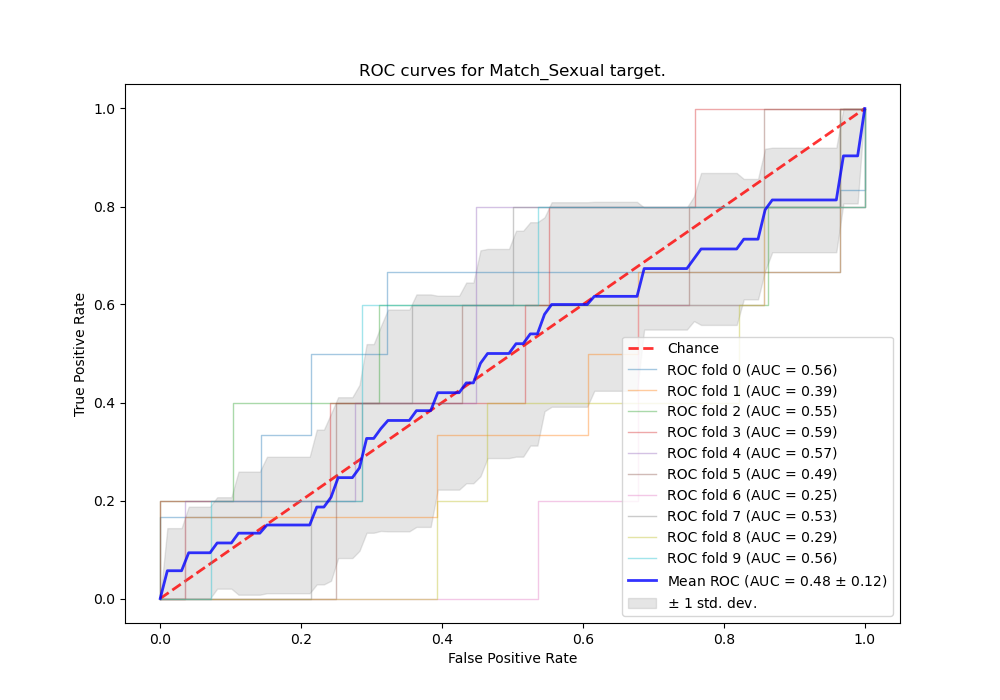 ROC curves for Match_Sexual target.
True Positive Rate
1.0
0.8
0.6
0.4
0.2
0.0
Chance
ROC fold 0 (AUC = 0.56)
ROC fold 1 (AUC = 0.39)
ROC fold 2 (AUC = 0.55)
ROC fold 3 (AUC = 0.59)
ROC fold 4 (AUC = 0.57)
ROC fold 5 (AUC = 0.49)
ROC fold 6 (AUC = 0.25)
ROC fold 7 (AUC = 0.53)
ROC fold 8 (AUC = 0.29)
ROC fold 9 (AUC = 0.56)
Mean ROC (AUC = 0.48 ± 0.12)
± 1 std. dev.
0.0 0.2 0.4 0.6 0.8 1.0
False Positive Rate